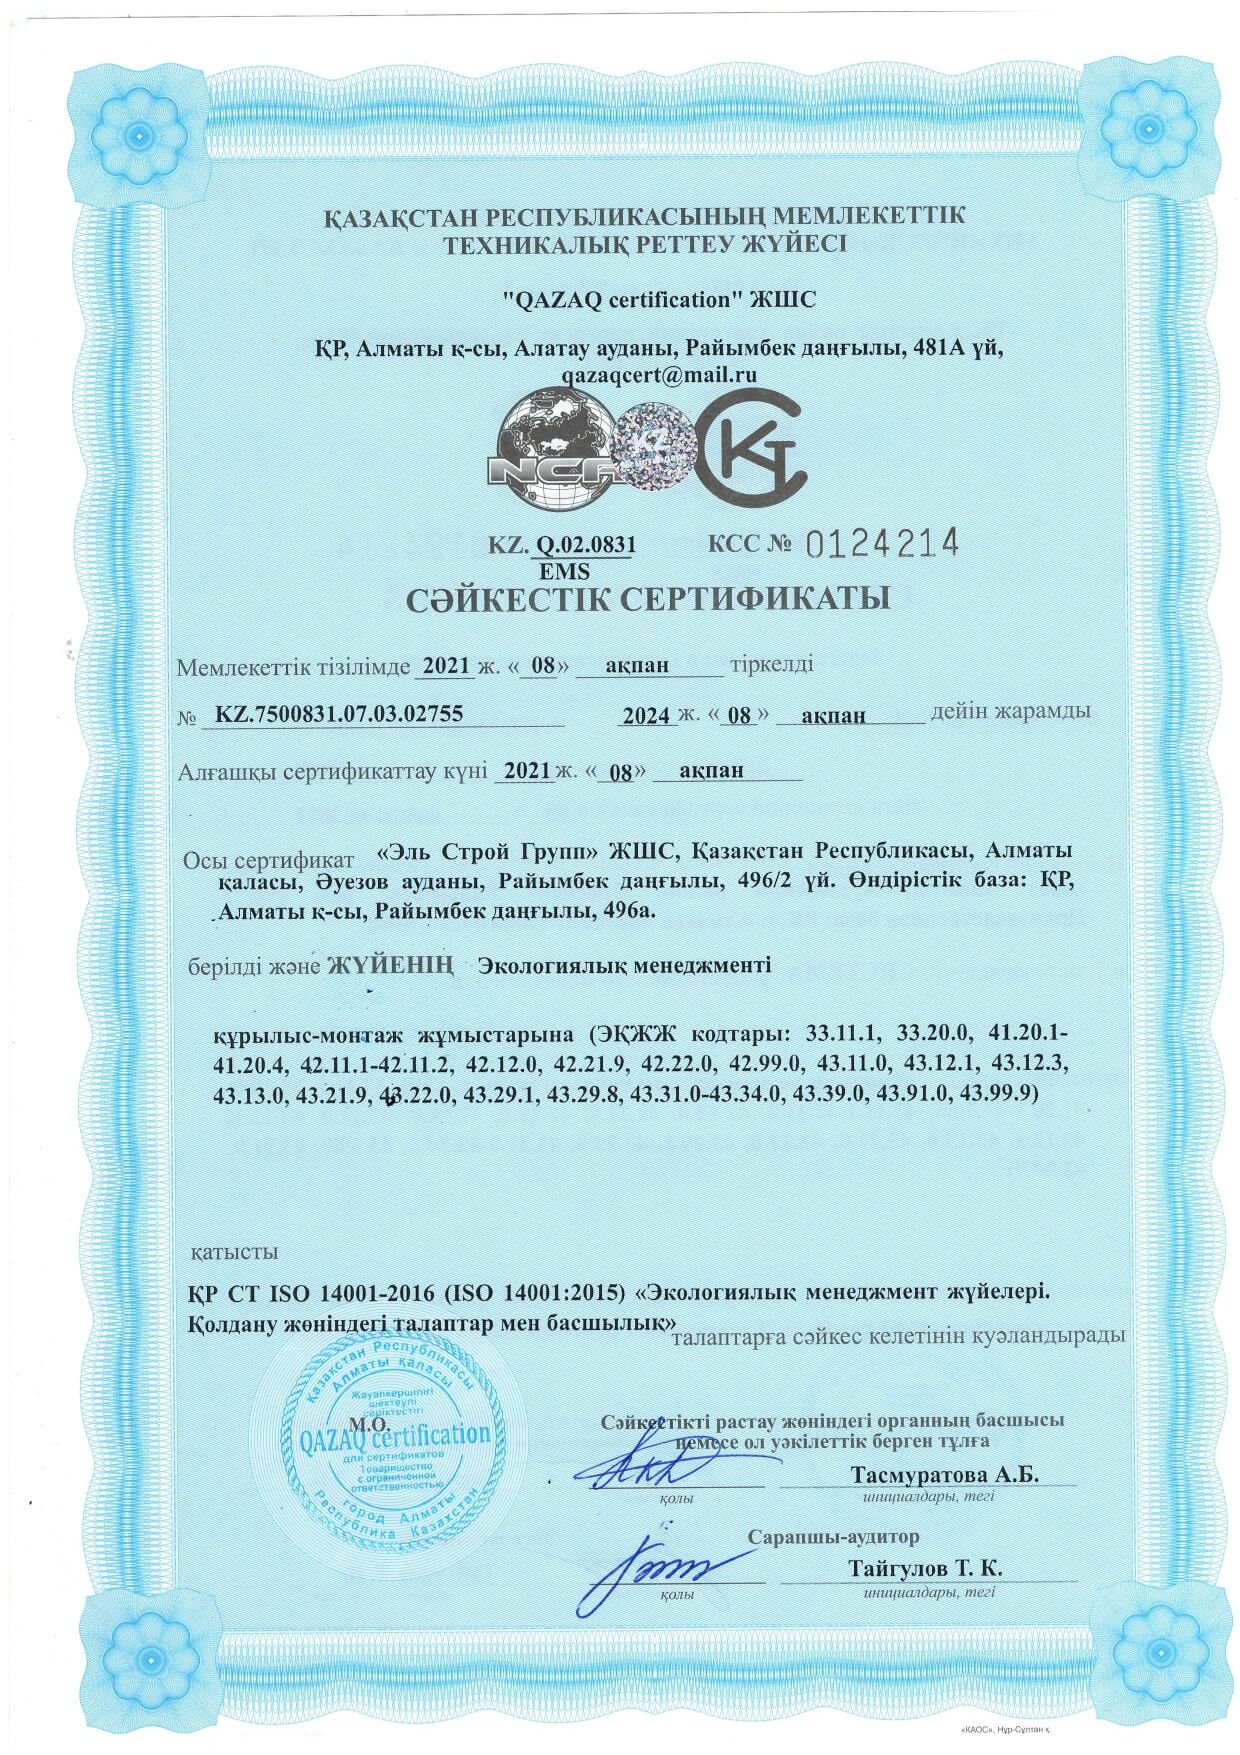 ҚАЗАҚСТАН РЕСПУБЛИКАСЫНЫҢ МЕМЛЕКЕТТІК
ТЕХНИКАЛЫҚ РЕТТЕУ ЖҮЙЕСІ
"QAZAQ certification" ЖШС
ҚР, Алматы қ-сы, Алатау ауданы, Райымбек даңғылы, 481А үй,
qazaqcert@mail.ru
NCA KZ КТ
KZ. Q.02.0831 КСС № 0124214
EMS
СӘЙКЕСТІК СЕРТИФИКАТЫ
Мемлекеттік тізілімде 2021 ж. « 08» ақпан тіркелді
№ KZ.7500831.07.03.02755 2024 ж. « 08 » ақпан дейін жарамды
Алғашқы сертификаттау күні 2021 ж. « 08» ақпан
Осы сертификат «Эль Строй Групп» ЖШС, Қазақстан Республикасы, Алматы
қаласы, Әуезов ауданы, Райымбек даңғылы, 496/2 үй. Өндірістік база: ҚР,
Алматы қ-сы, Райымбек даңғылы, 496а.
берілді және ЖҮЙЕНІҢ Экологиялық менеджменті
құрылыс-монтаж жұмыстарына (ЭҚЖЖ кодтары: 33.11.1, 33.20.0, 41.20.1-
41.20.4, 42.11.1-42.11.2, 42.12.0, 42.21.9, 42.22.0, 42.99.0, 43.11.0, 43.12.1, 43.12.3,
43.13.0, 43.21.9, 43.22.0, 43.29.1, 43.29.8, 43.31.0-43.34.0, 43.39.0, 43.91.0, 43.99.9)
қатысты
ҚР СТ ISO 14001-2016 (ISO 14001:2015) «Экологиялық менеджмент жүйелері.
Қолдану жөніндегі талаптар мен басшылық»
талаптарға сәйкес келетінін куәландырады
Қазақстан Республикасы
Алматы қаласы
Жауапкершілігі
шектеулі
серіктестігі
М.О.
QAZAQ certification
для сертификатов
Товарищество
с ограниченной
ответственностью
город Алматы
Республика Казахстан
Сәйкестікті растау жөніндегі органның басшысы
немесе ол уәкілеттік берген тұлға
Тасмуратова А.Б.
қолы инициалдары, тегі
Сарапшы-аудитор
Тайгулов Т. К.
қолы инициалдары, тегі
«КАОС», Нұр-Сұлтан қ.